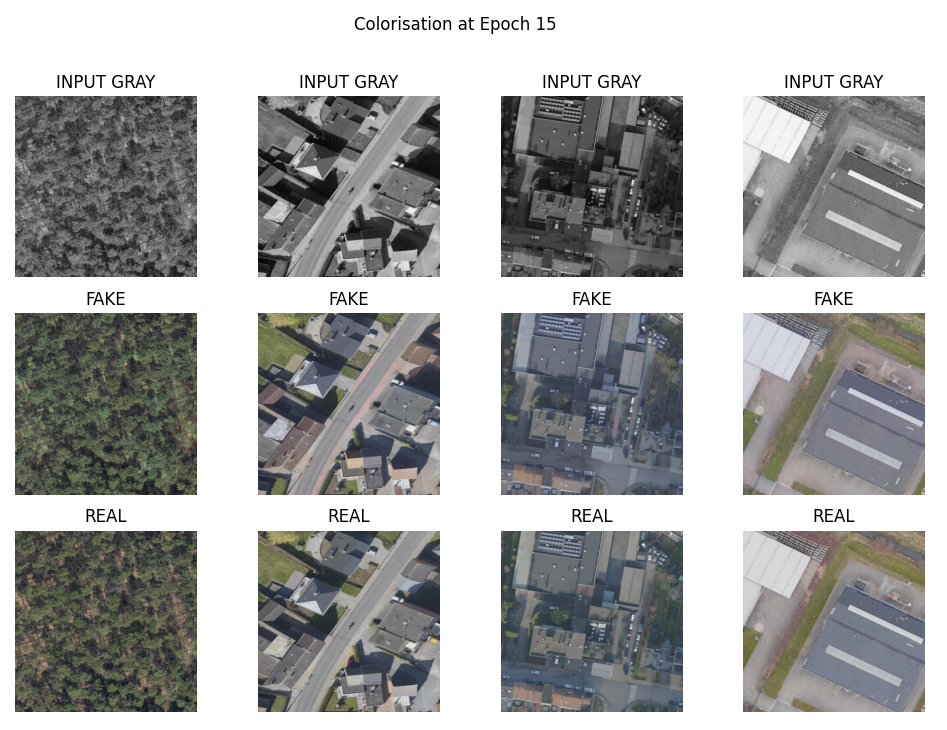 Colorisation at Epoch 15
INPUT GRAY INPUT GRAY INPUT GRAY INPUT GRAY
FAKE FAKE FAKE FAKE
REAL REAL REAL REAL